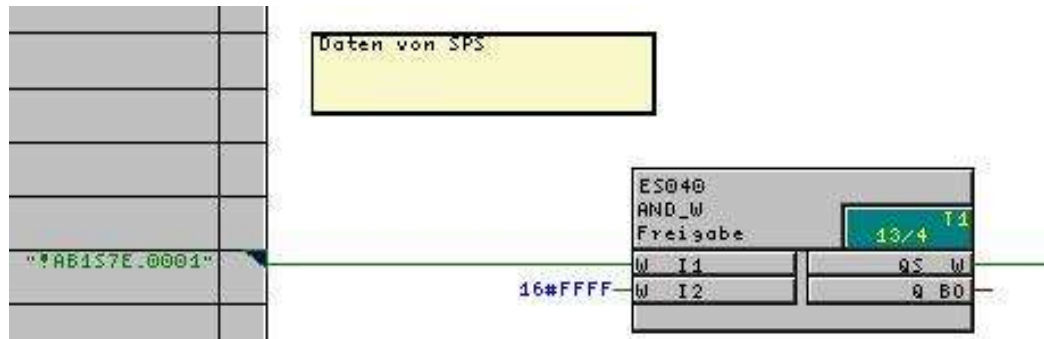 Daten von SPS
ES040
AND_W
Freigabe
T1
13/4
"!AB1S7E.0001"
W I1
QS W
16#FFFF
W I2
Q BO